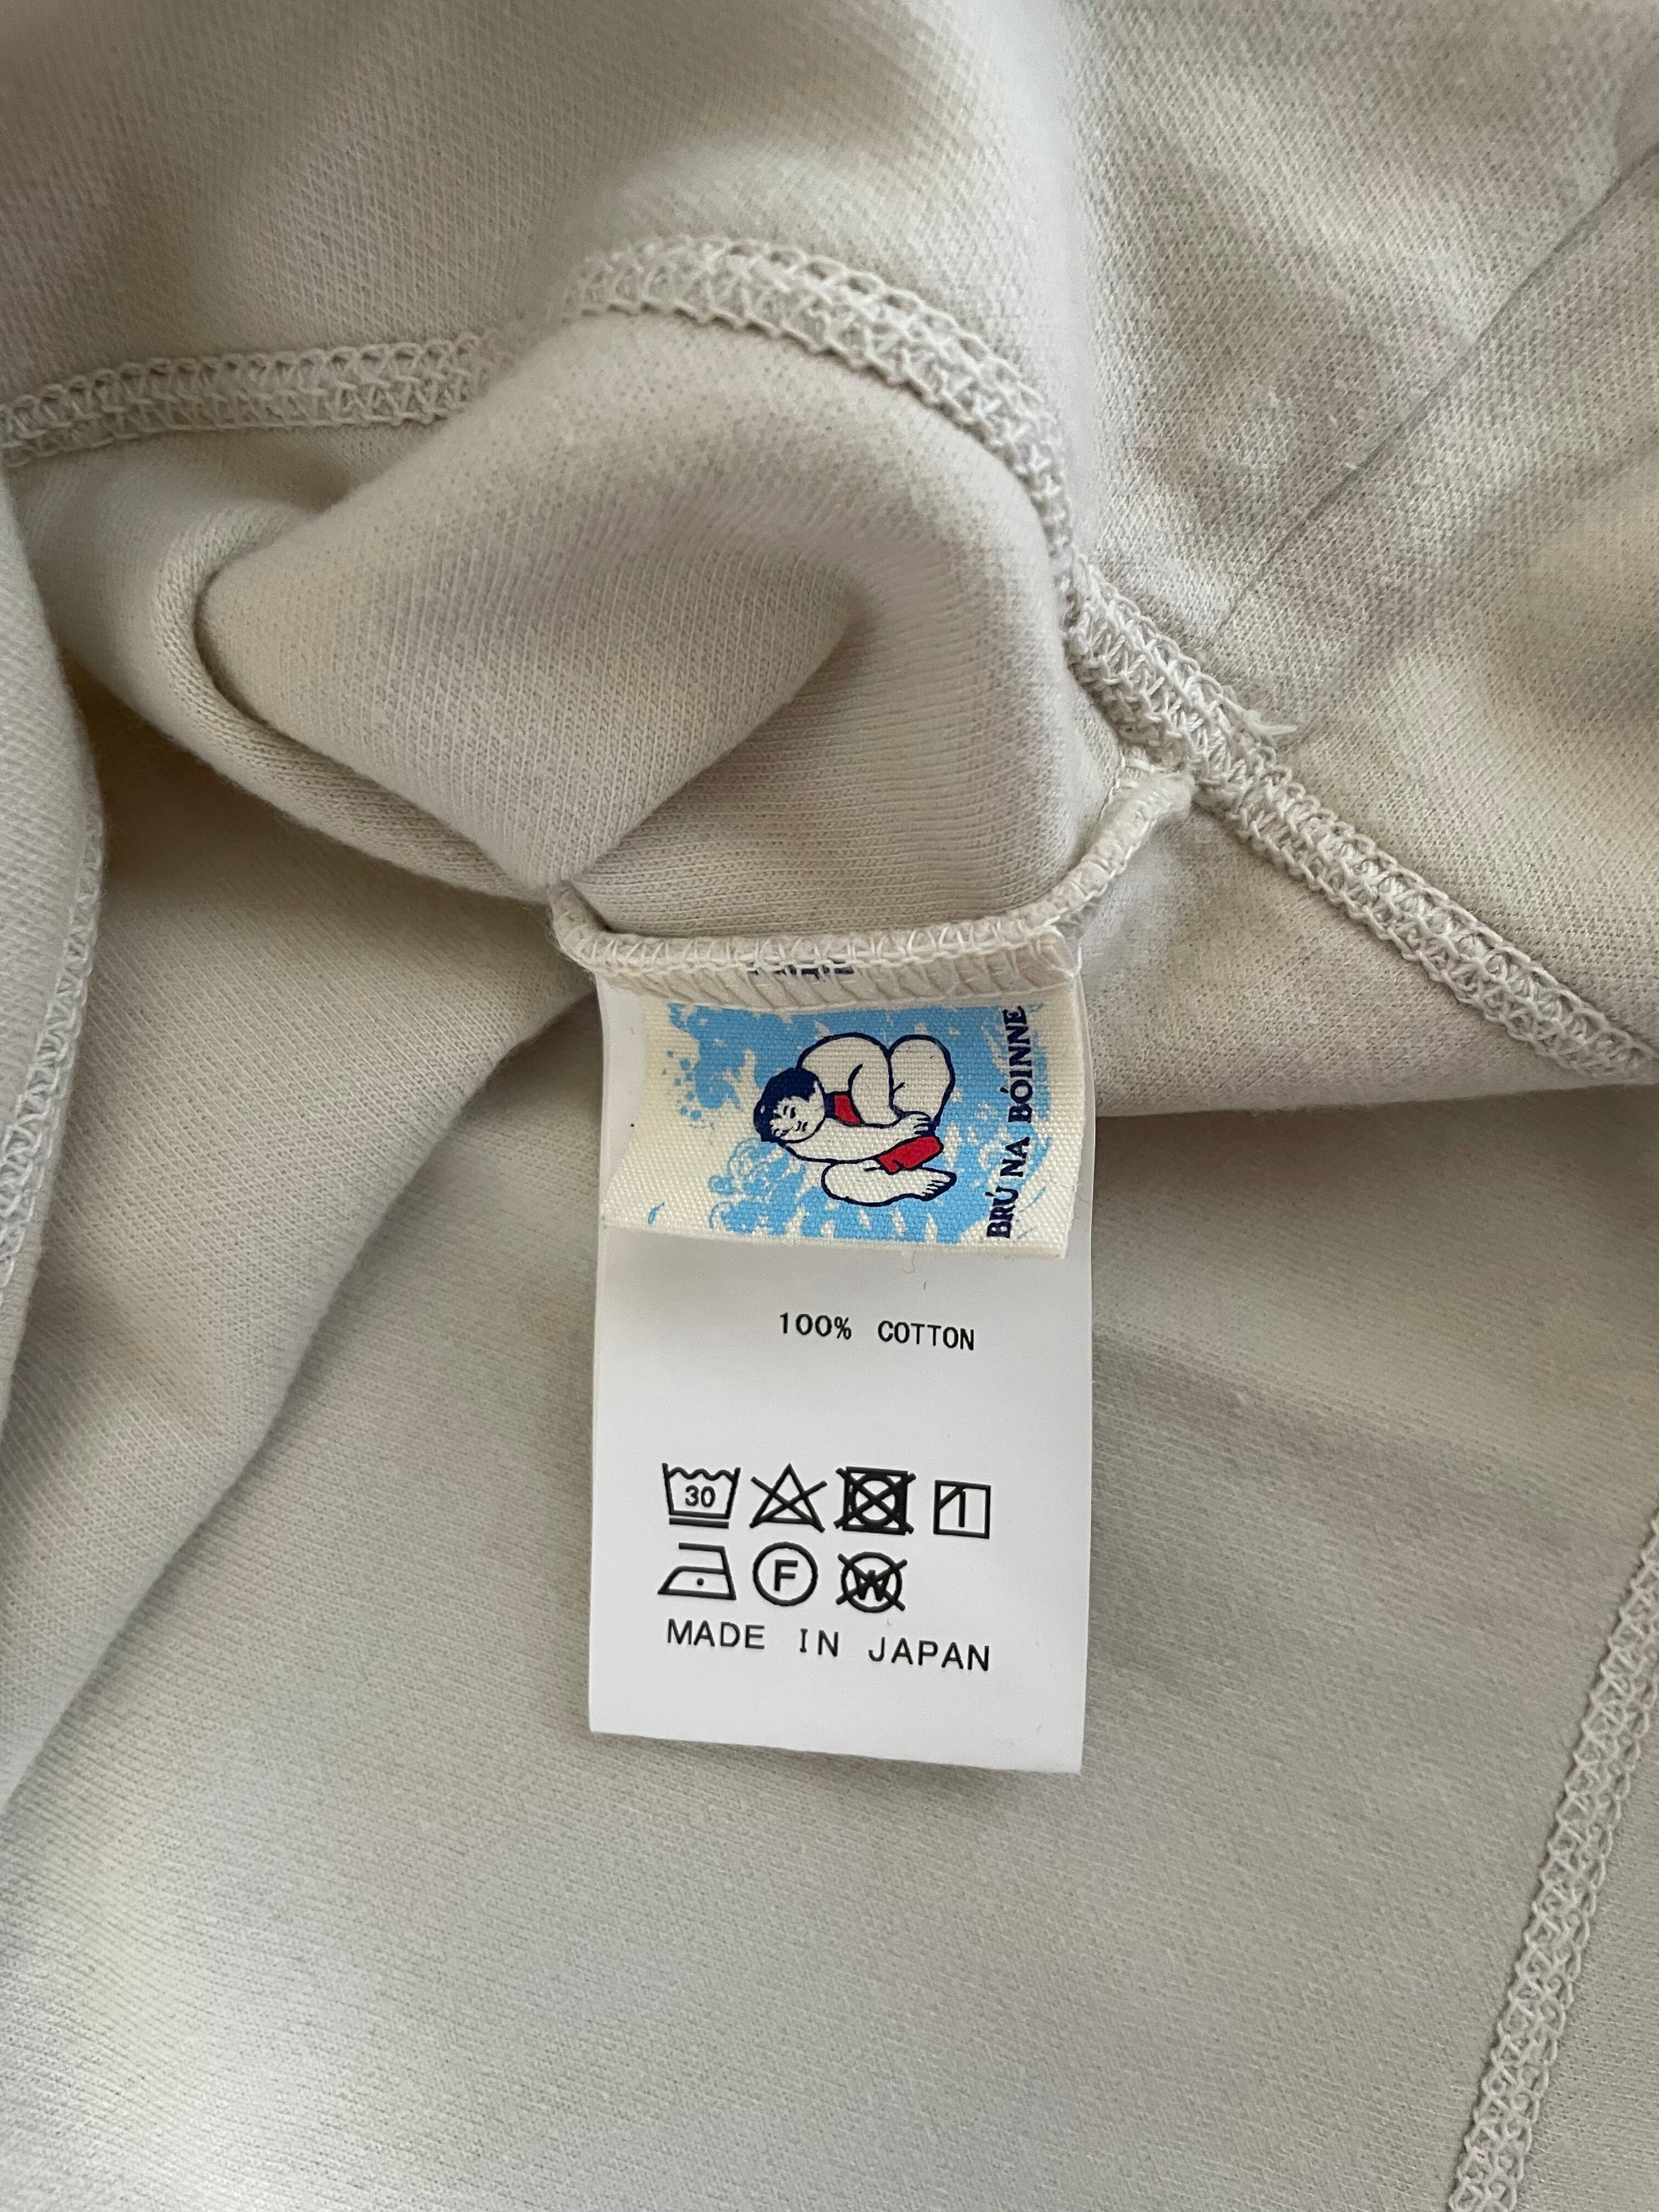 BRÚ NA BÓINNE
100% COTTON
30
F W
MADE IN JAPAN